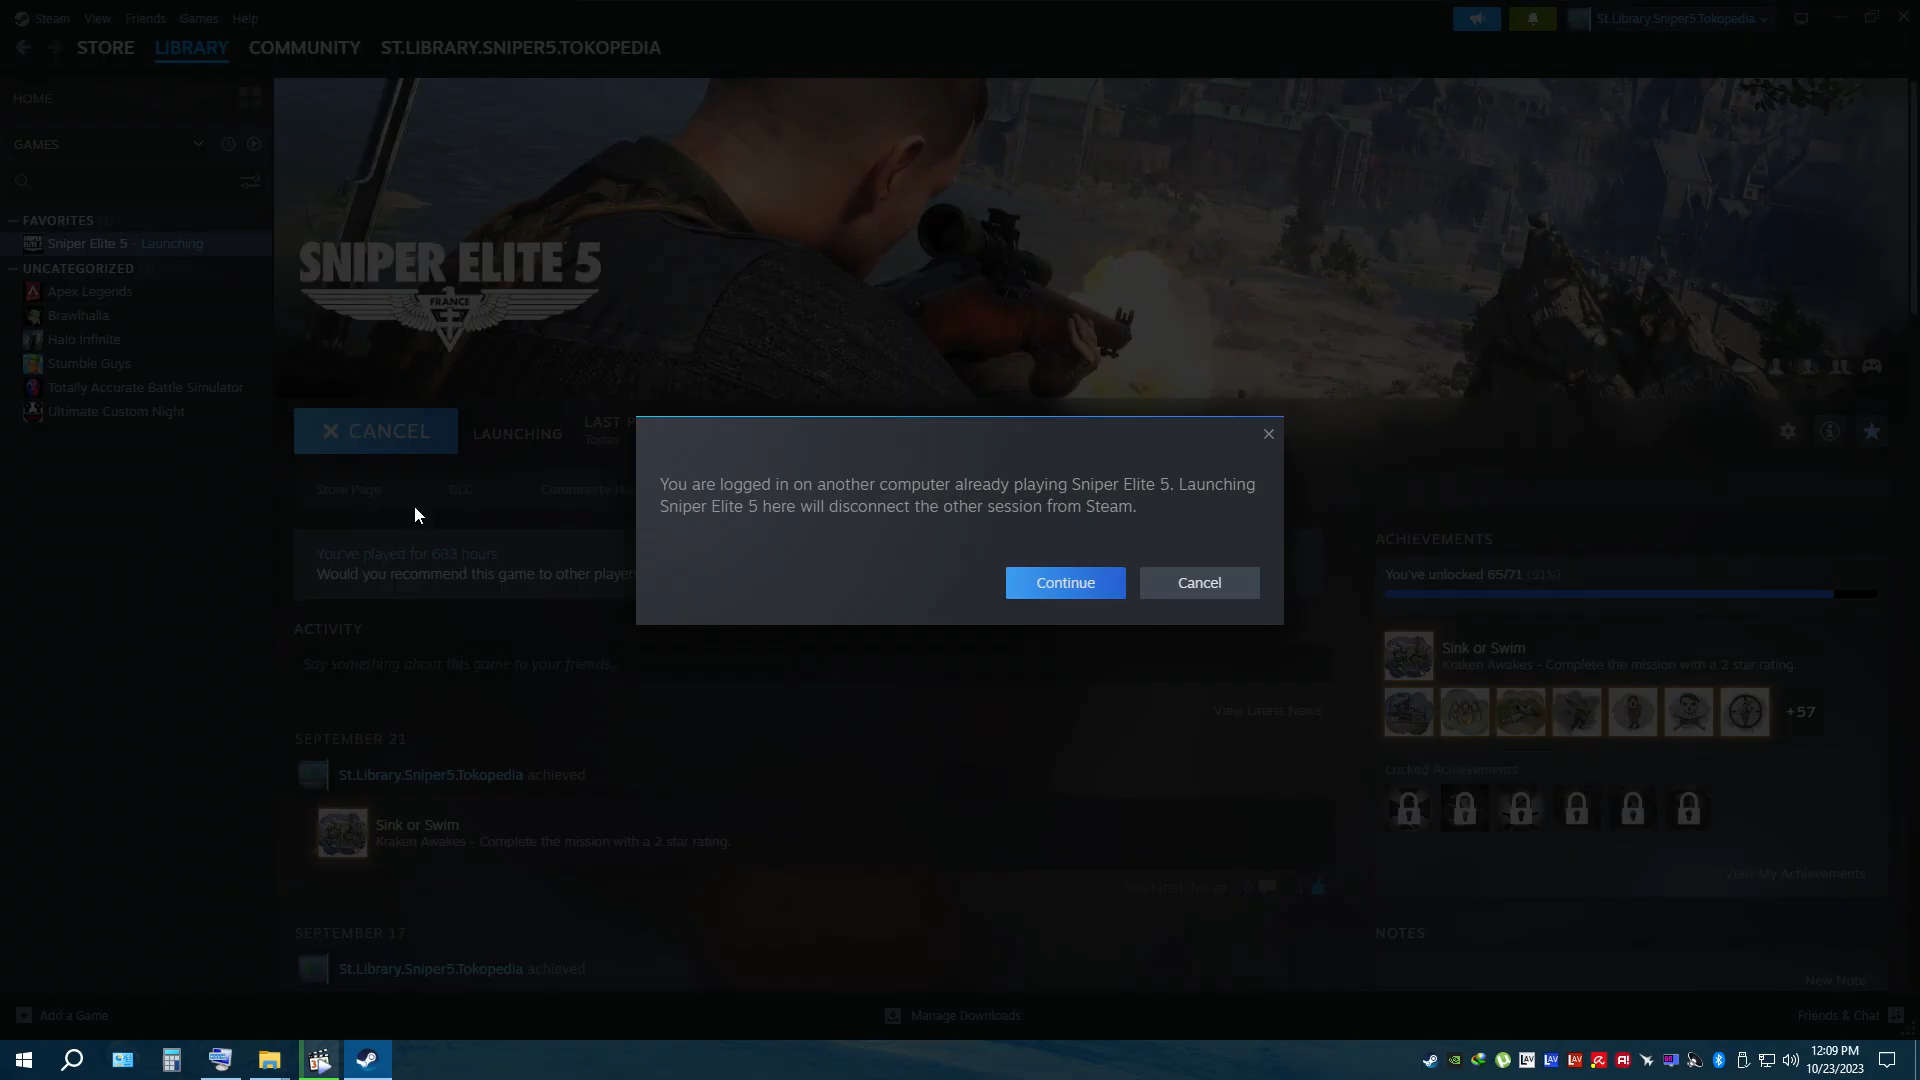 Steam View Friends Games Help
St.Library.Sniper5.Tokopedia
STORE LIBRARY COMMUNITY ST.LIBRARY.SNIPER5.TOKOPEDIA
HOME
GAMES
FAVORITES (1)
Sniper Elite 5 - Launching
UNCATEGORIZED
Apex Legends
Brawlhalla
Halo Infinite
Stumble Guys
Totally Accurate Battle Simulator
Ultimate Custom Night
SNIPER ELITE 5
FRANCE
CANCEL
LAUNCHING
LAST P
Today
Store Page DLC Community H
You are logged in on another computer already playing Sniper Elite 5. Launching
Sniper Elite 5 here will disconnect the other session from Steam.
Continue Cancel
You've played for 683 hours
Would you recommend this game to other player
ACTIVITY
Say something about this game to your friends...
View Latest News
SEPTEMBER 21
St.Library.Sniper5.Tokopedia achieved
Sink or Swim
Kraken Awakes - Complete the mission with a 2 star rating.
SEPTEMBER 17
St.Library.Sniper5.Tokopedia achieved
ACHIEVEMENTS
You've unlocked 65/71 (91%)
Sink or Swim
Kraken Awakes - Complete the mission with a 2 star rating.
+57
Locked Achievements
View My Achievements
NOTES
New Note
Add a Game
Manage Downloads
Friends & Chat
12:09 PM
10/23/2023